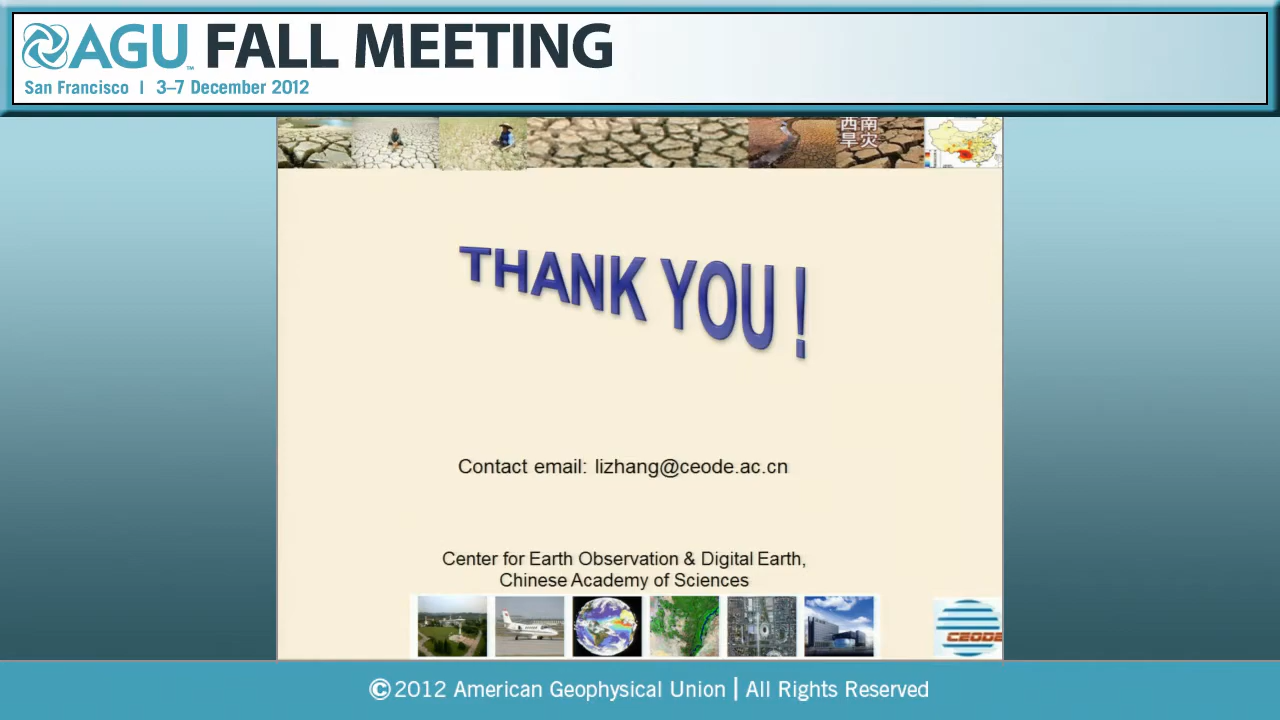 AGU™ FALL MEETING
San Francisco | 3–7 December 2012
西南
旱灾
THANK YOU !
Contact email: lizhang@ceode.ac.cn
Center for Earth Observation & Digital Earth,
Chinese Academy of Sciences
CEODE
©2012 American Geophysical Union | All Rights Reserved